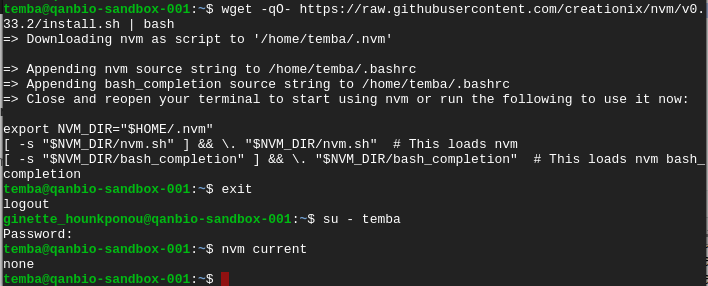 temba@qanbio-sandbox-001:~$ wget -qO- https://raw.githubusercontent.com/creationix/nvm/v0.
33.2/install.sh | bash
=> Downloading nvm as script to '/home/temba/.nvm'
=> Appending nvm source string to /home/temba/.bashrc
=> Appending bash_completion source string to /home/temba/.bashrc
=> Close and reopen your terminal to start using nvm or run the following to use it now:
export NVM_DIR="$HOME/.nvm"
[ -s "$NVM_DIR/nvm.sh" ] && \. "$NVM_DIR/nvm.sh"  # This loads nvm
[ -s "$NVM_DIR/bash_completion" ] && \. "$NVM_DIR/bash_completion"  # This loads nvm bash_
completion
temba@qanbio-sandbox-001:~$ exit
logout
ginette_hounkponou@qanbio-sandbox-001:~$ su - temba
Password:
temba@qanbio-sandbox-001:~$ nvm current
none
temba@qanbio-sandbox-001:~$